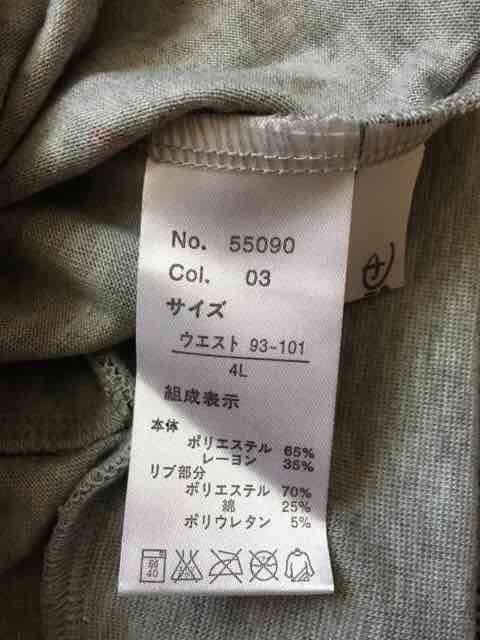 No. 55090
Col. 03
サイズ
ウエスト 93-101
4L
組成表示
本体
ポリエステル 65%
レーヨン 35%
リブ部分
ポリエステル 70%
綿 25%
ポリウレタン 5%
弱
40